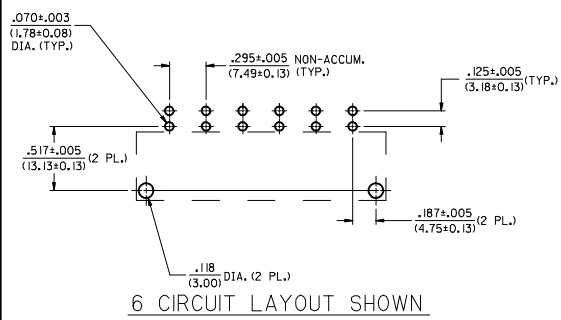 .070±.003
(1.78±0.08)
DIA. (TYP.)
.295±.005 NON-ACCUM.
(7.49±0.13) (TYP.)
.125±.005 (TYP.)
(3.18±0.13)
.517±.005 (2 PL.)
(13.13±0.13)
.187±.005 (2 PL.)
(4.75±0.13)
.118 DIA. (2 PL.)
(3.00)
6 CIRCUIT LAYOUT SHOWN